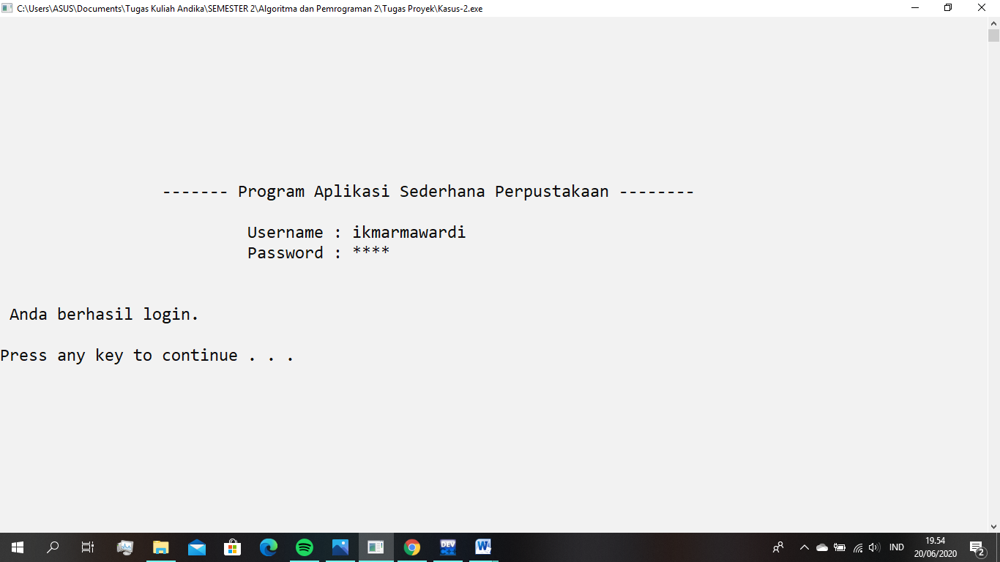 C:\Users\ASUS\Documents\Tugas Kuliah Andika\SEMESTER 2\Algoritma dan Pemrograman 2\Tugas Proyek\Kasus-2.exe
------- Program Aplikasi Sederhana Perpustakaan --------
Username : ikmarmawardi
Password : ****
Anda berhasil login.
Press any key to continue . . .
DEV
W
IND
19.54
20/06/2020
2